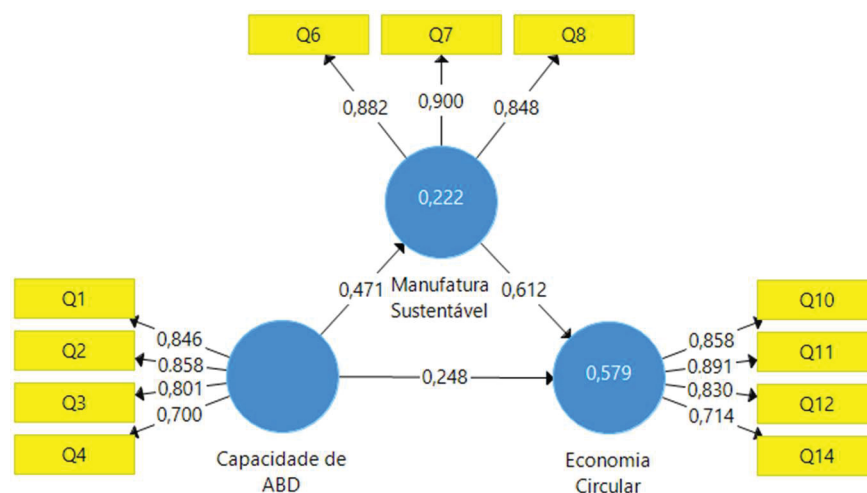 Q6
Q7
Q8
0,882
0,900
0,848
0,222
Manufatura
Sustentável
0,471
0,612
Q1
Q2
Q3
Q4
0,846
0,858
0,801
0,700
Capacidade de
ABD
0,248
0,579
Economia
Circular
0,858
0,891
0,830
0,714
Q10
Q11
Q12
Q14